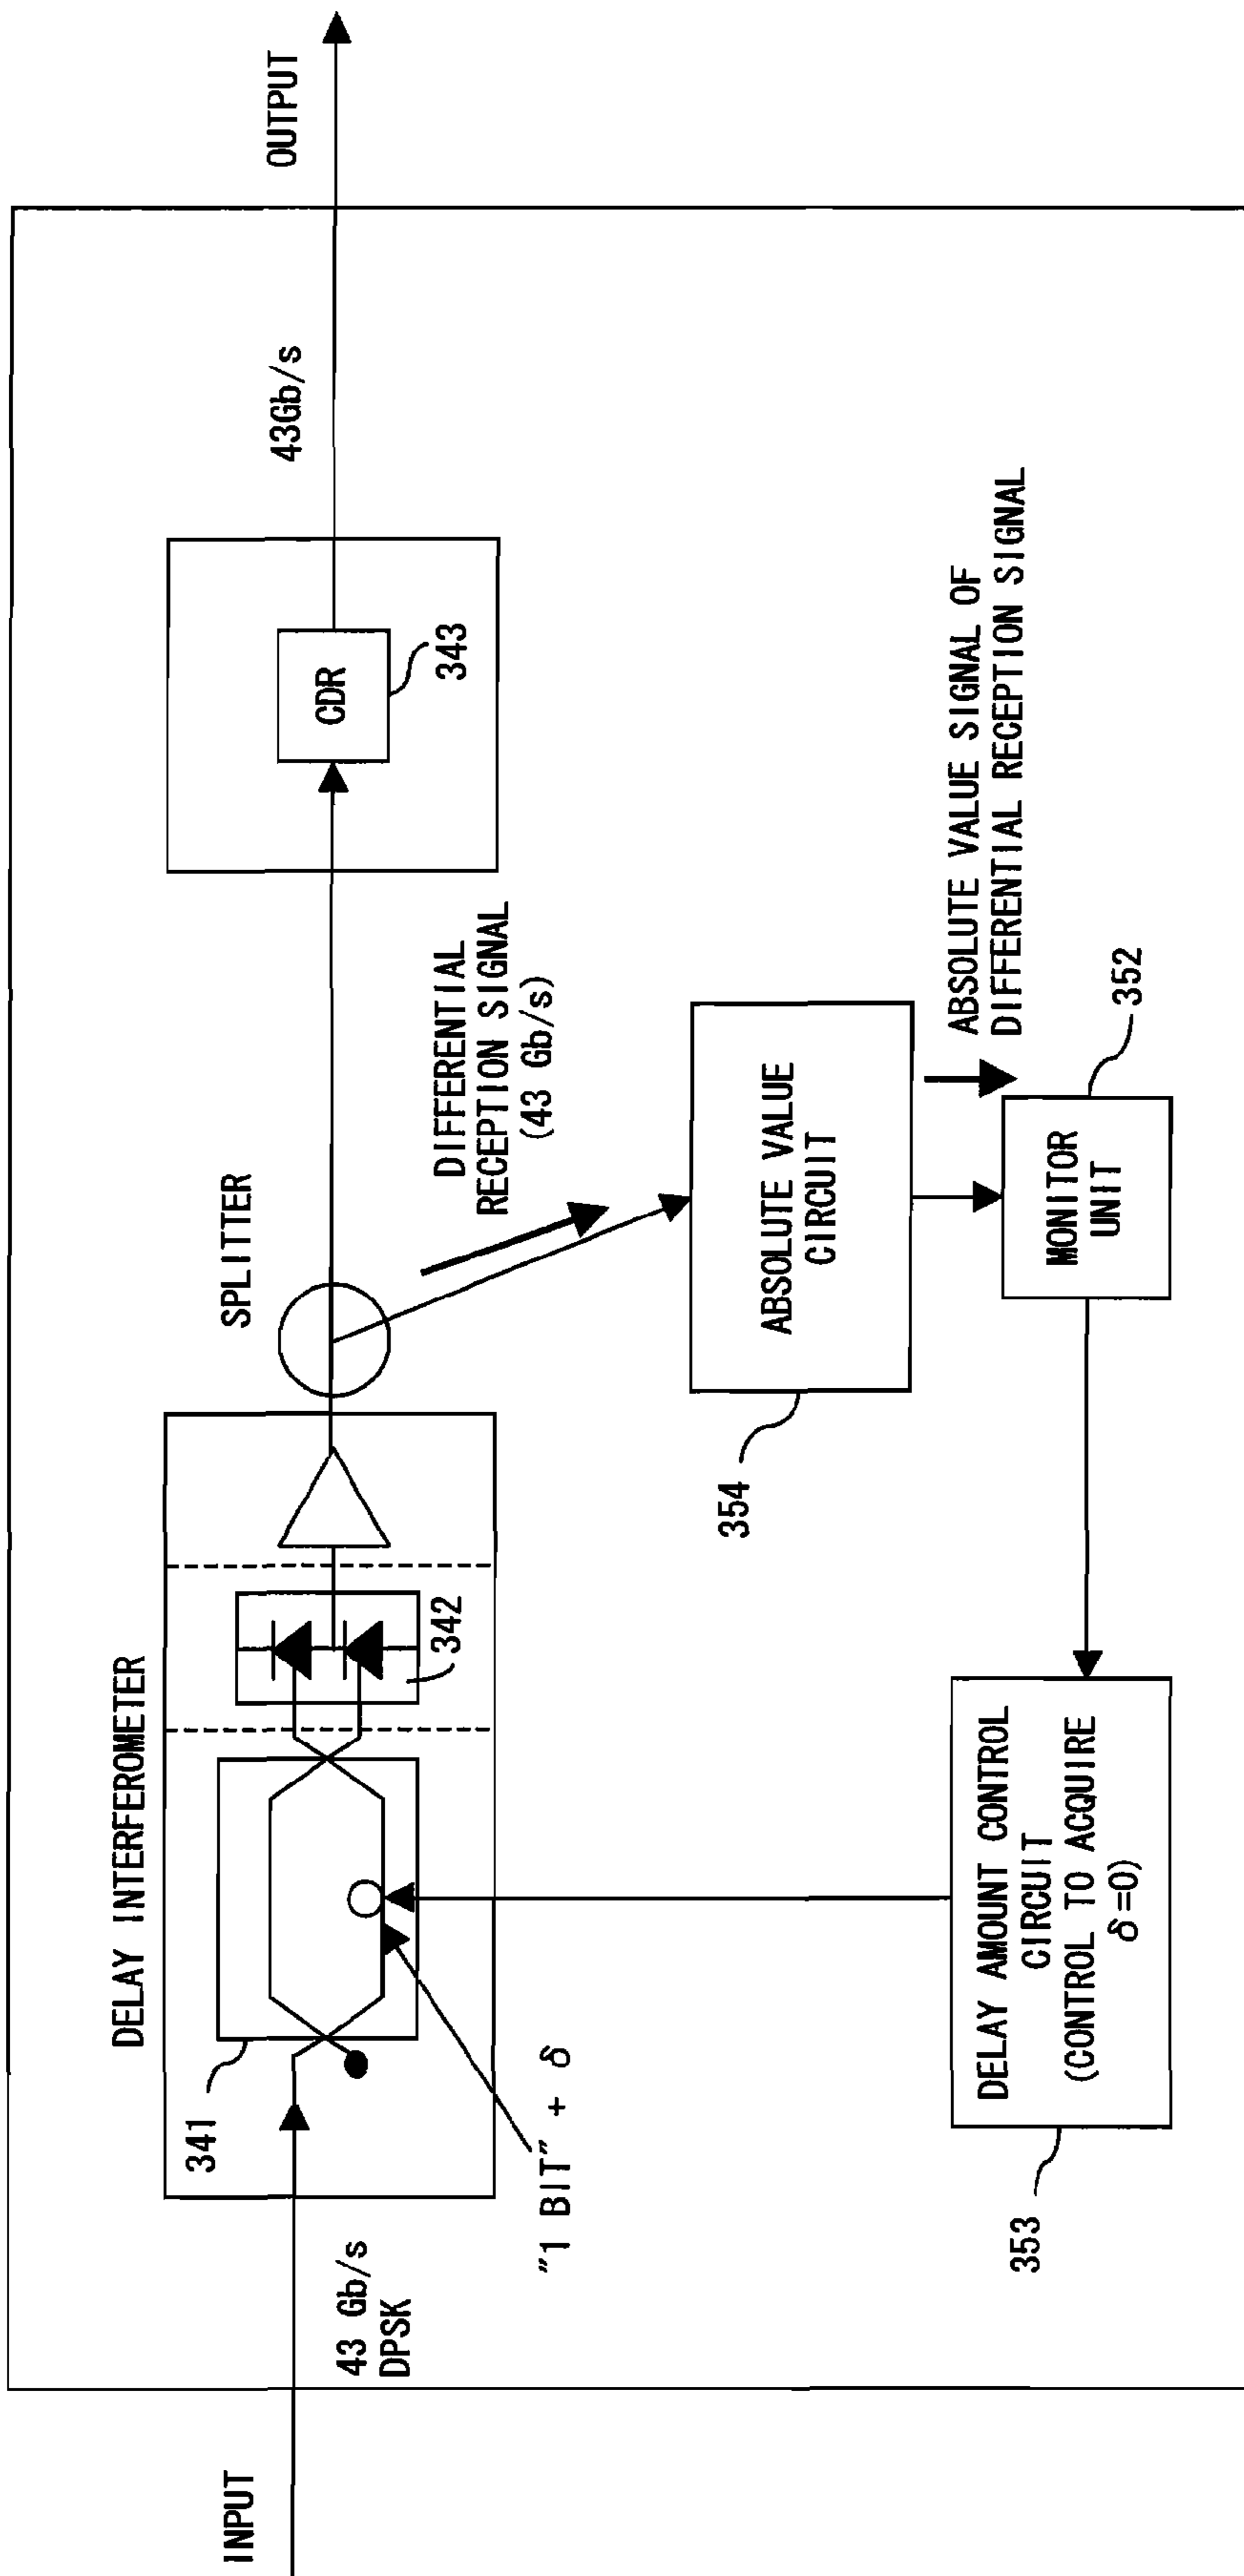 INPUT
43 Gb/s
DPSK
DELAY INTERFEROMETER
341
"1 BIT" + δ
342
SPLITTER
DIFFERENTIAL
RECEPTION SIGNAL
(43 Gb/s)
CDR
343
43Gb/s
OUTPUT
354
ABSOLUTE VALUE
CIRCUIT
ABSOLUTE VALUE SIGNAL OF
DIFFERENTIAL RECEPTION SIGNAL
MONITOR
UNIT
352
DELAY AMOUNT CONTROL
CIRCUIT
(CONTROL TO ACQUIRE
δ=0)
353